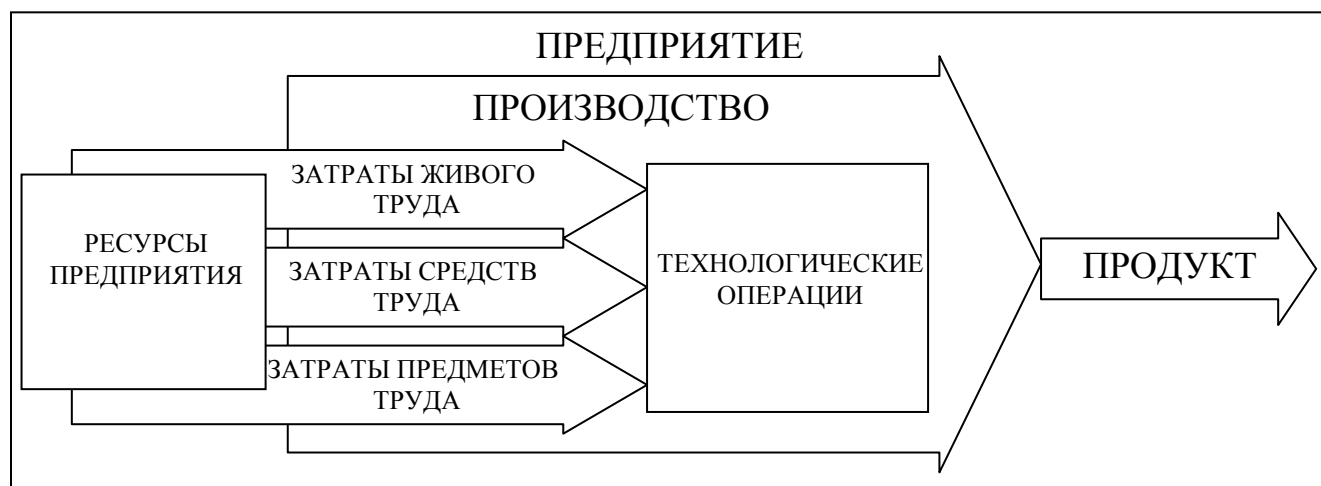 ПРЕДПРИЯТИЕ
ПРОИЗВОДСТВО
ЗАТРАТЫ ЖИВОГО
ТРУДА
РЕСУРСЫ
ПРЕДПРИЯТИЯ
ЗАТРАТЫ СРЕДСТВ
ТРУДА
ЗАТРАТЫ ПРЕДМЕТОВ
ТРУДА
ТЕХНОЛОГИЧЕСКИЕ
ОПЕРАЦИИ
ПРОДУКТ